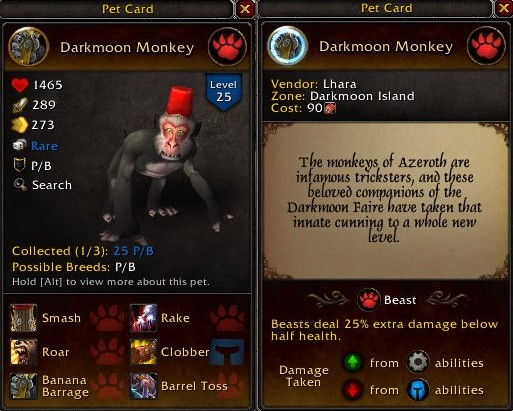 Pet Card
Darkmoon Monkey
1465
Level
25
289
273
Rare
P/B
Search
Collected (1/3): 25 P/B
Possible Breeds: P/B
Hold [Alt] to view more about this pet.
Smash
Rake
Roar
Clobber
Banana
Barrage
Barrel Toss
Pet Card
Darkmoon Monkey
Vendor: Lhara
Zone: Darkmoon Island
Cost: 90
The monkeys of Azeroth are
infamous tricksters, and these
beloved companions of the
Darkmoon Faire have taken that
innate cunning to a whole new
level.
Beast
Beasts deal 25% extra damage below
half health.
Damage
Taken
from abilities
from abilities